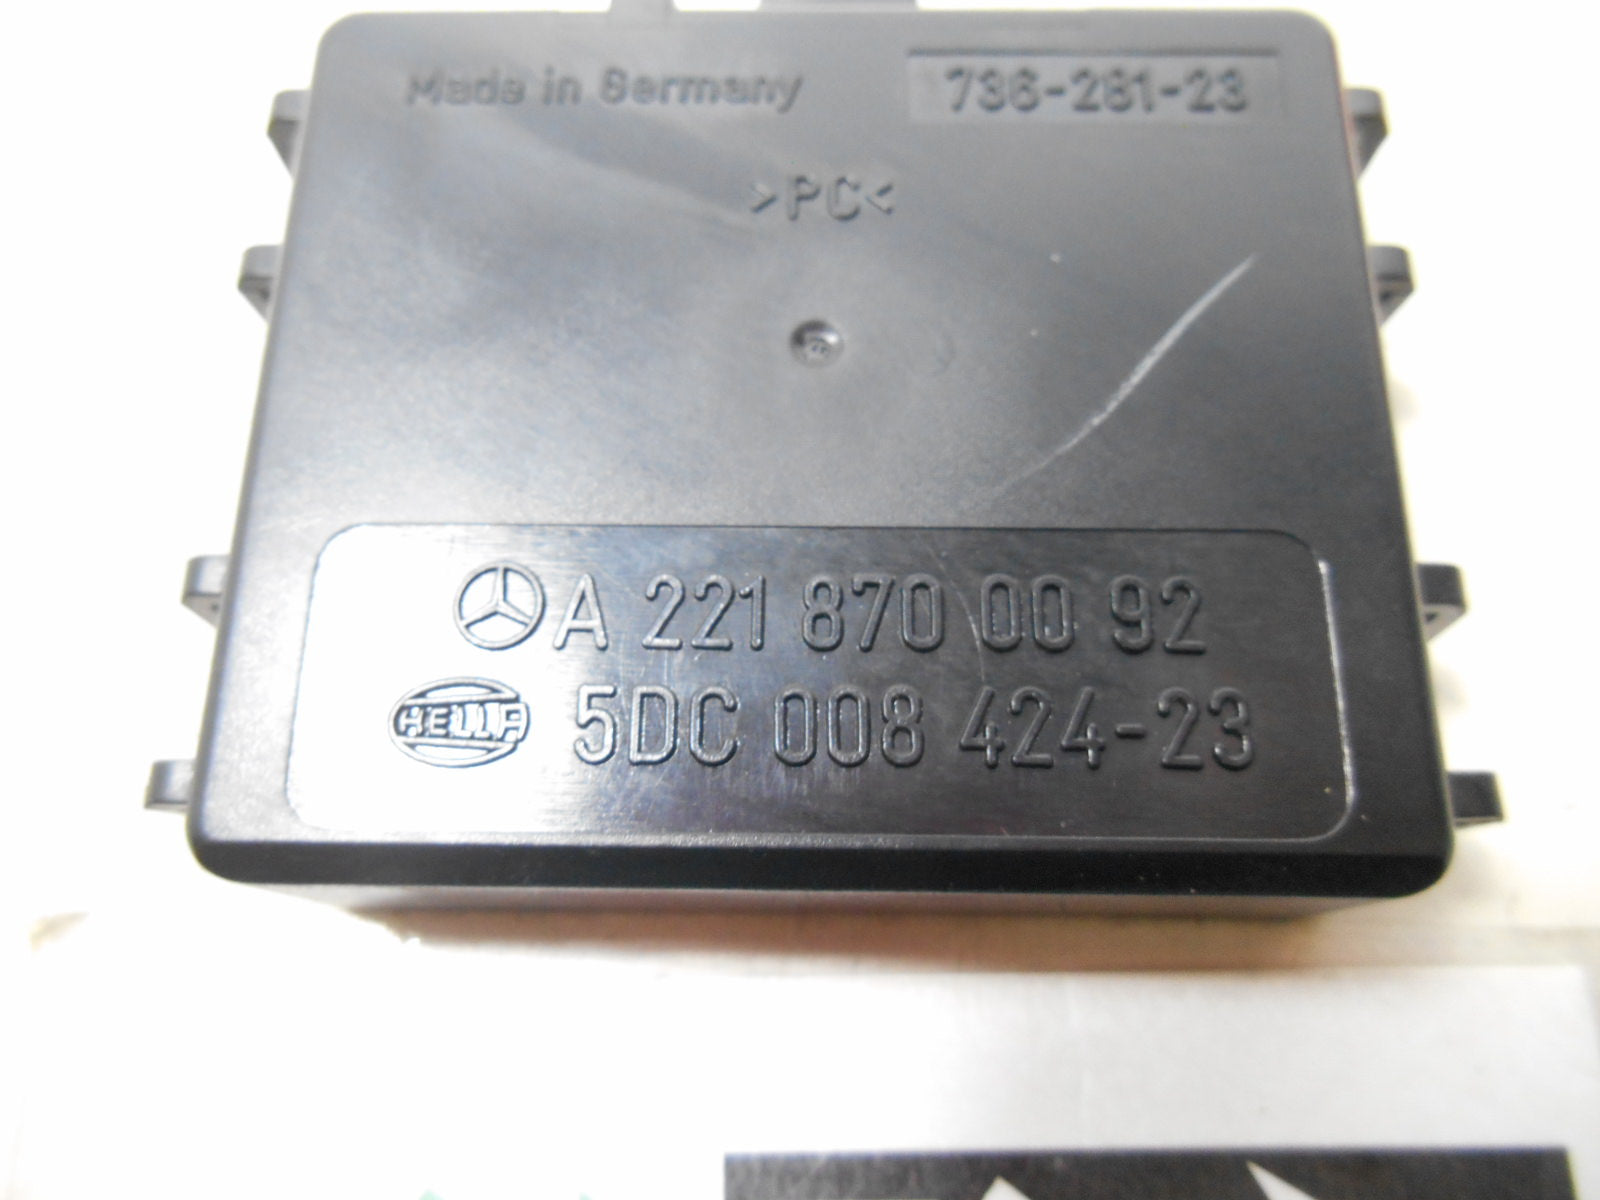 Made in Germany 736-281-23
>PC<
A 221 870 00 92
HELLA 5DC 008 424-23